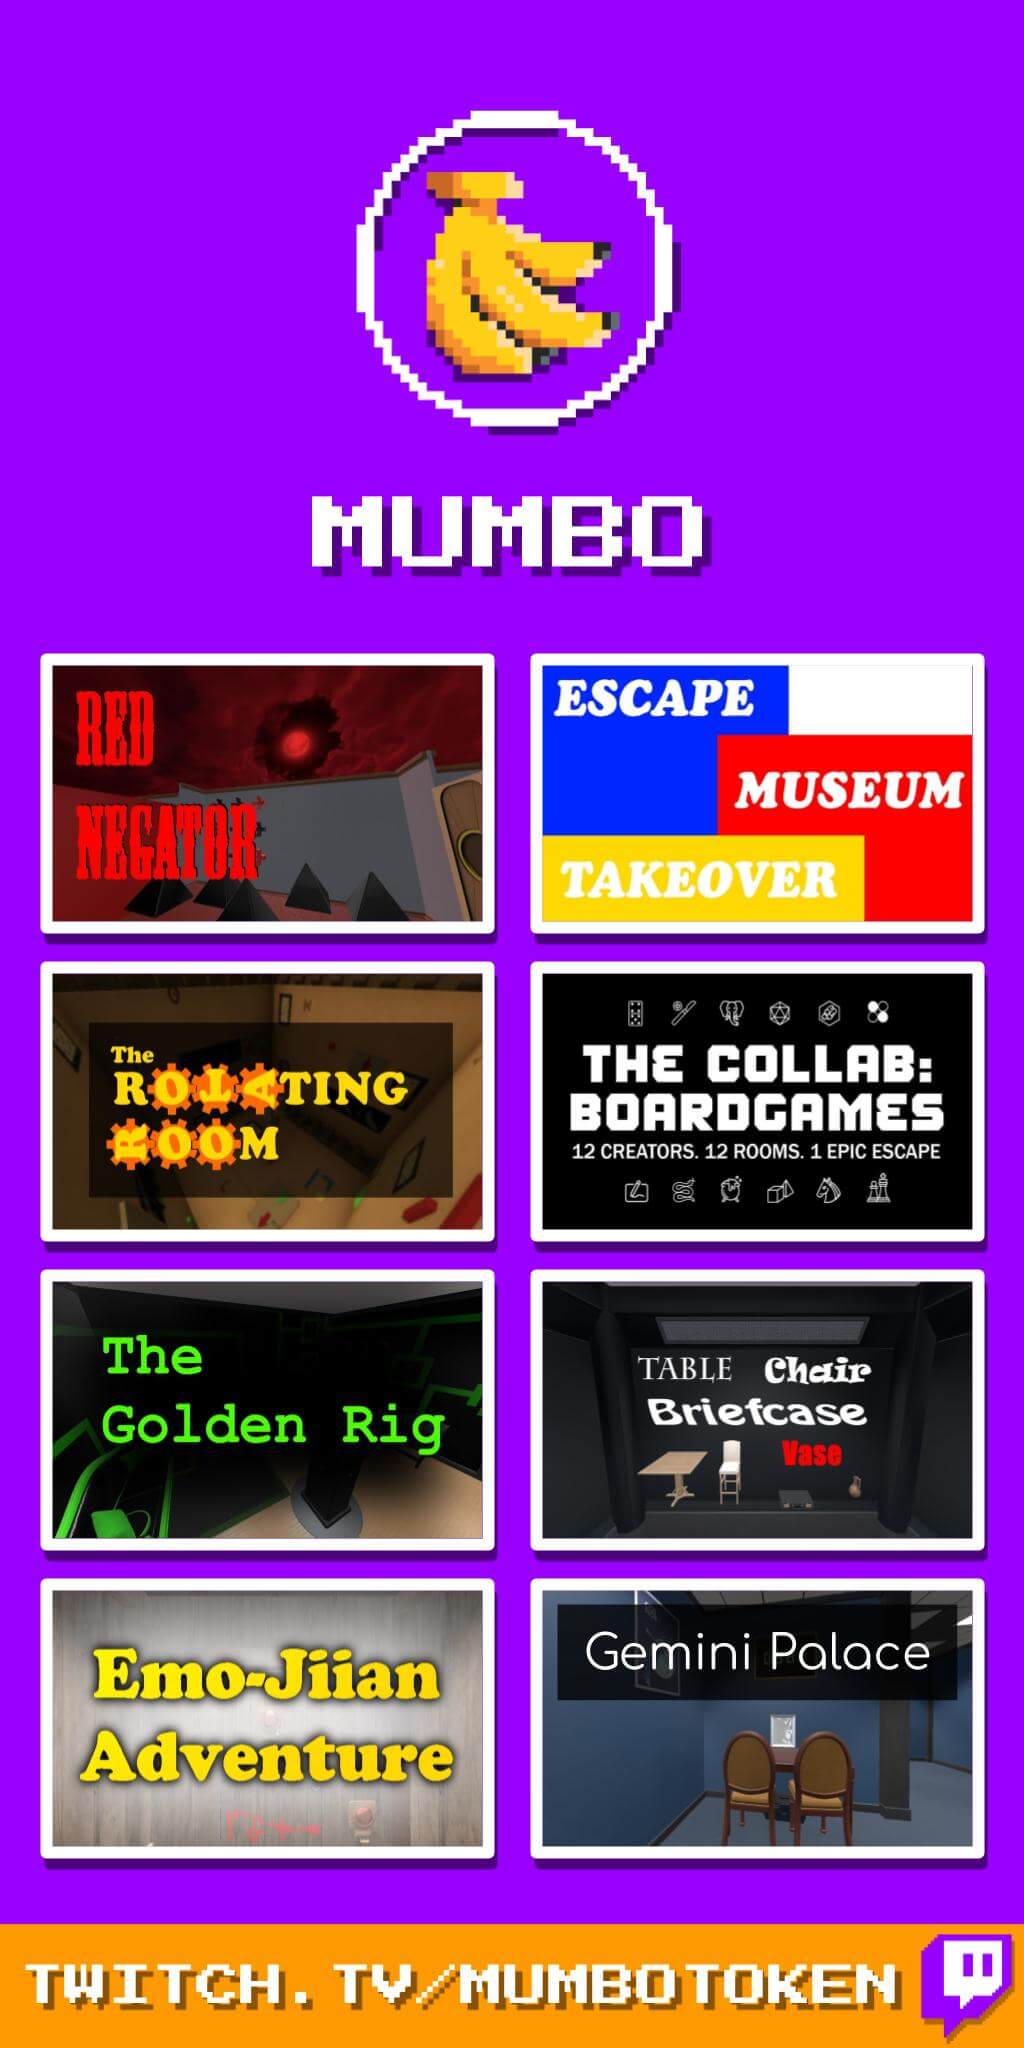 MUMBO
RED
NEGATOR
ESCAPE
MUSEUM
TAKEOVER
The
ROTATING
ROOM
THE COLLAB:
BOARDGAMES
12 CREATORS. 12 ROOMS. 1 EPIC ESCAPE
The
Golden Rig
TABLE Chair
Briefcase
Vase
Emo-Jiian
Adventure
Gemini Palace
TWITCH.TV/MUMBOTOKEN